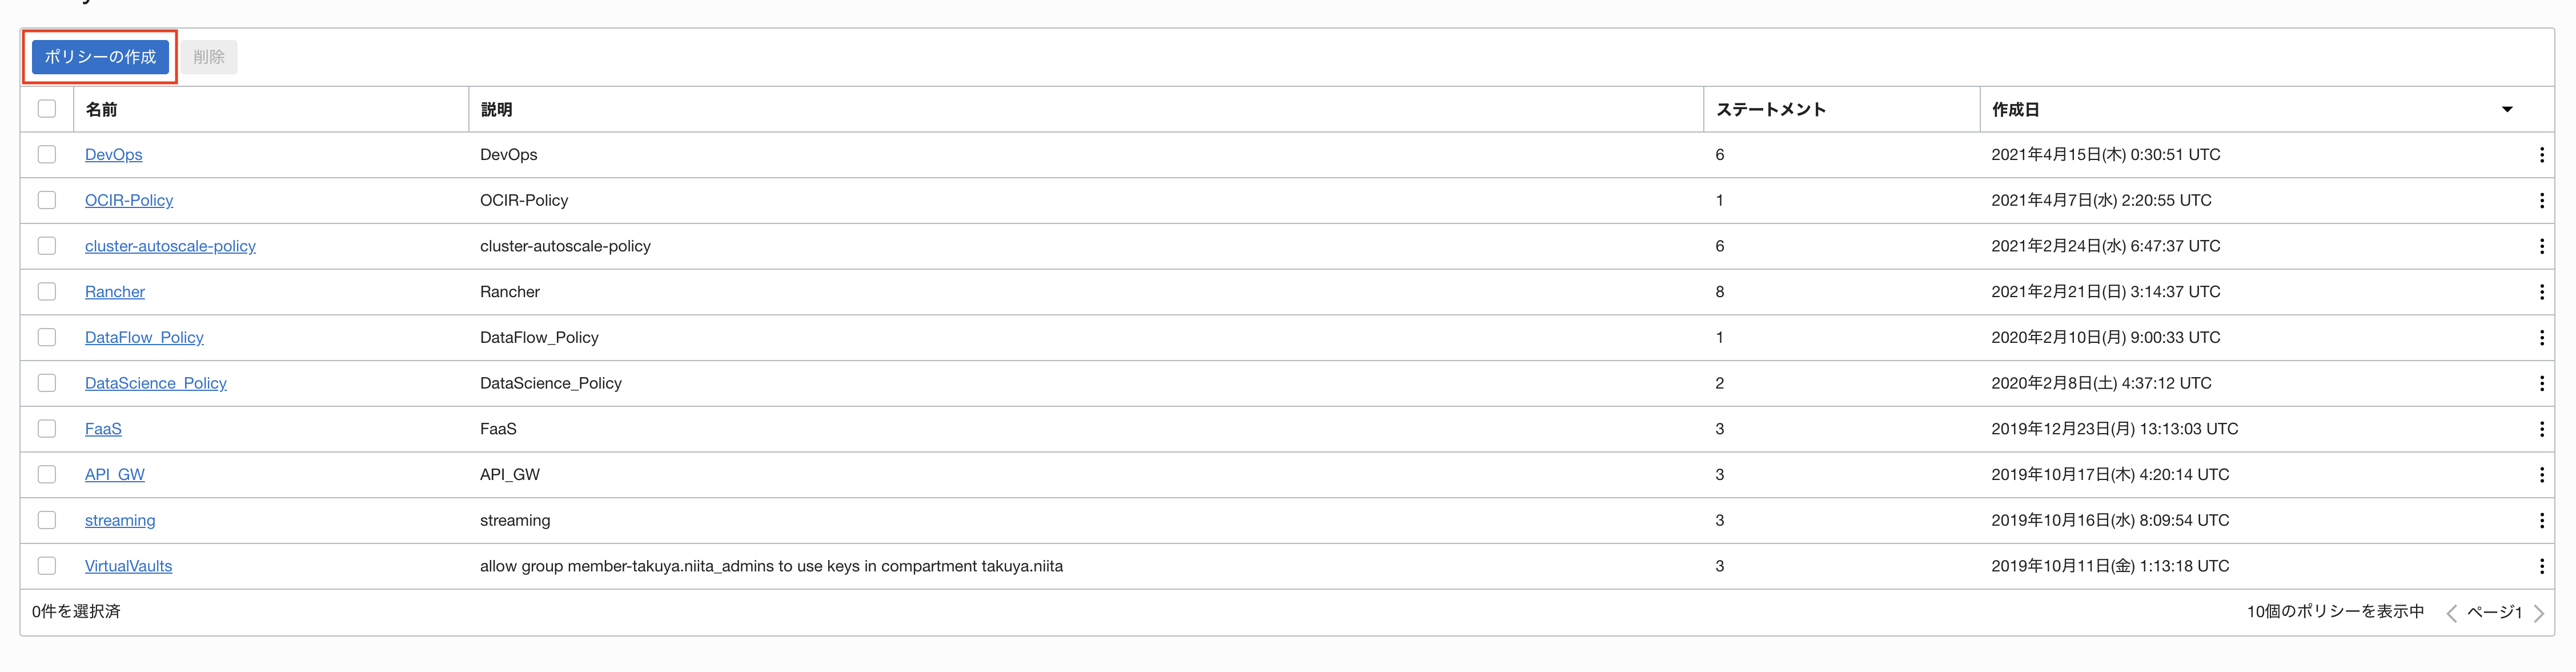 ポリシーの作成 削除
名前 説明 ステートメント 作成日
DevOps DevOps 6 2021年4月15日(木) 0:30:51 UTC
OCIR-Policy OCIR-Policy 1 2021年4月7日(水) 2:20:55 UTC
cluster-autoscale-policy cluster-autoscale-policy 6 2021年2月24日(水) 6:47:37 UTC
Rancher Rancher 8 2021年2月21日(日) 3:14:37 UTC
DataFlow_Policy DataFlow_Policy 1 2020年2月10日(月) 9:00:33 UTC
DataScience_Policy DataScience_Policy 2 2020年2月8日(土) 4:37:12 UTC
FaaS FaaS 3 2019年12月23日(月) 13:13:03 UTC
API_GW API_GW 3 2019年10月17日(木) 4:20:14 UTC
streaming streaming 3 2019年10月16日(水) 8:09:54 UTC
VirtualVaults allow group member-takuya.niita_admins to use keys in compartment takuya.niita 3 2019年10月11日(金) 1:13:18 UTC
0件を選択済 10個のポリシーを表示中 ページ1